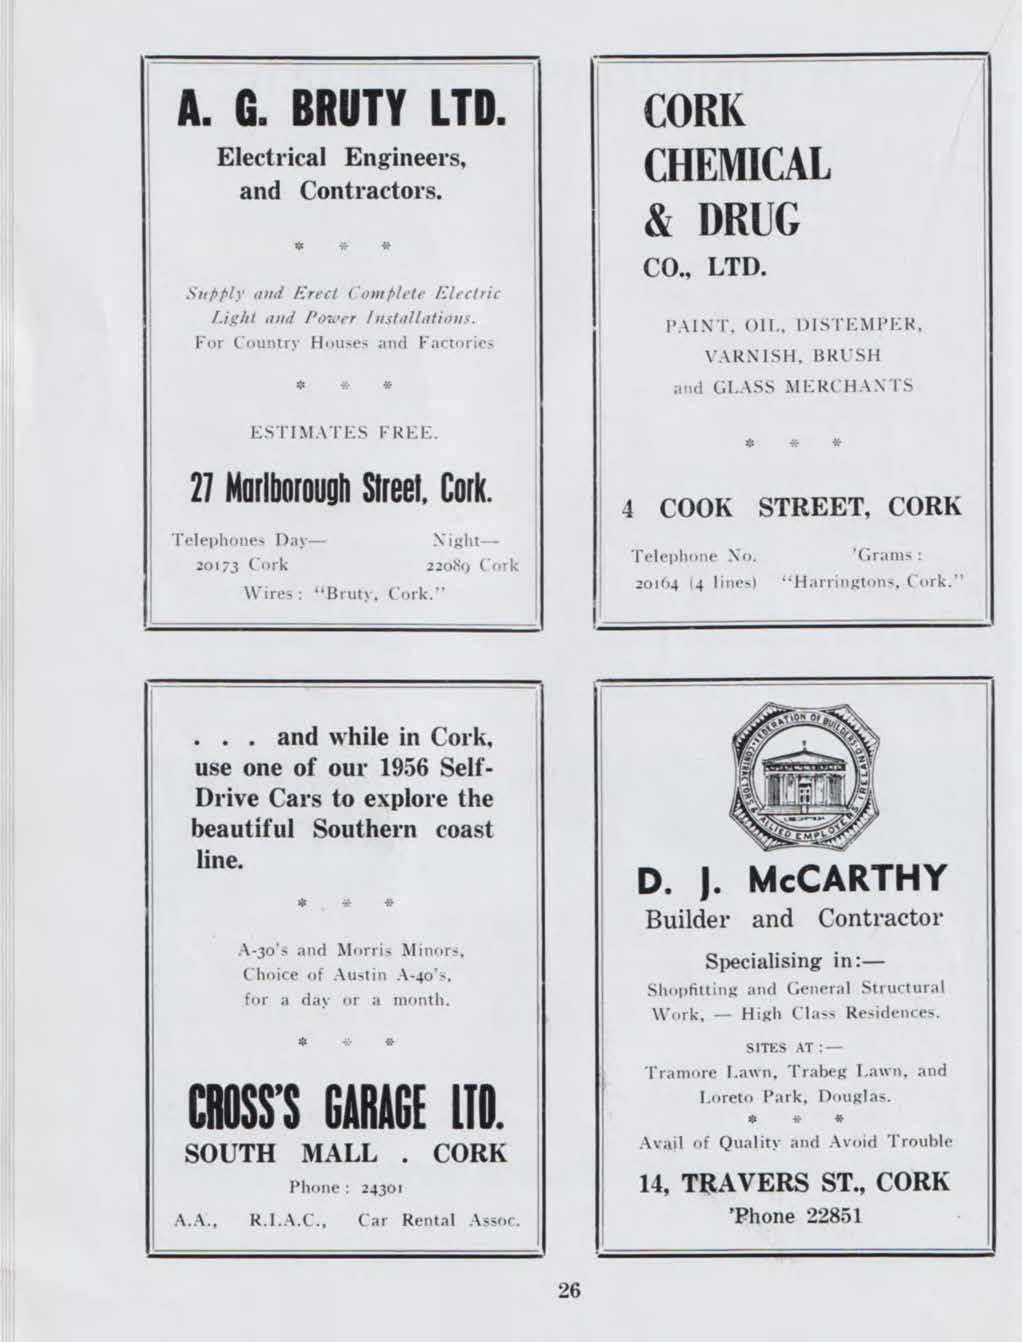 A. G. BRUTY LTD.
Electrical Engineers,
and Contractors.
* * *
Supply and Erect Complete Electric
Light and Power Installations.
For Country Houses and Factories
* * *
ESTIMATES FREE.
27 Marlborough Street, Cork.
Telephones Day— Night—
20173 Cork 22089 Cork
Wires: "Bruty, Cork."
CORK
CHEMICAL
& DRUG
CO., LTD.
PAINT, OIL, DISTEMPER,
VARNISH, BRUSH
and GLASS MERCHANTS
* * *
4 COOK STREET, CORK
Telephone No. 'Grams:
20164 (4 lines) "Harringtons, Cork."
. . . and while in Cork,
use one of our 1956 Self-
Drive Cars to explore the
beautiful Southern coast
line.
* * *
A-30's and Morris Minors,
Choice of Austin A-40's,
for a day or a month.
* * *
CROSS'S GARAGE LTD.
SOUTH MALL . CORK
Phone: 24301
A.A., R.I.A.C., Car Rental Assoc.
FEDERATION OF BUILDERS
CONTRACTORS & ALLIED EMPLOYERS IRELAND
D. J. McCARTHY
Builder and Contractor
Specialising in:—
Shopfitting and General Structural
Work, — High Class Residences.
SITES AT:—
Tramore Lawn, Trabeg Lawn, and
Loreto Park, Douglas.
* * *
Avail of Quality and Avoid Trouble
14, TRAVERS ST., CORK
'Phone 22851
26